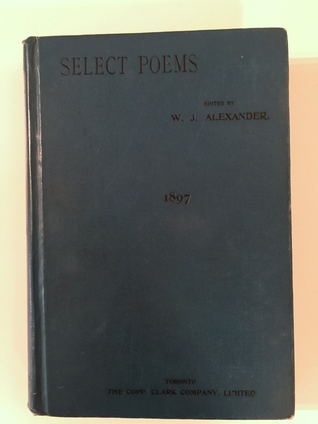 SELECT POEMS
EDITED BY
W. J. ALEXANDER.
1897
TORONTO
THE COPP, CLARK COMPANY, LIMITED